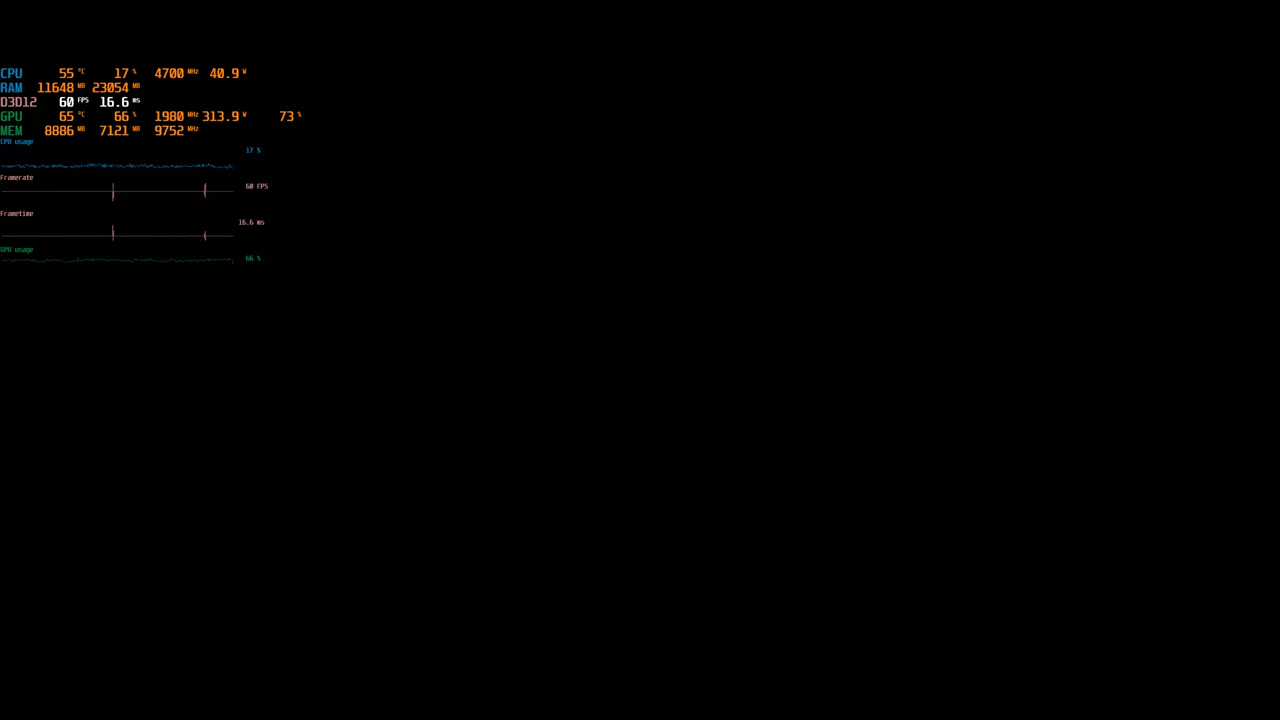 CPU 55 °C 17 % 4700 MHz 40.9 W
RAM 11648 MB 23054 MB
D3D12 60 FPS 16.6 ms
GPU 65 °C 66 % 1980 MHz 313.9 W 73 %
MEM 8886 MB 7121 MB 9752 MHz
CPU usage
17 %
Framerate
60 FPS
Frametime
16.6 ms
GPU usage
66 %